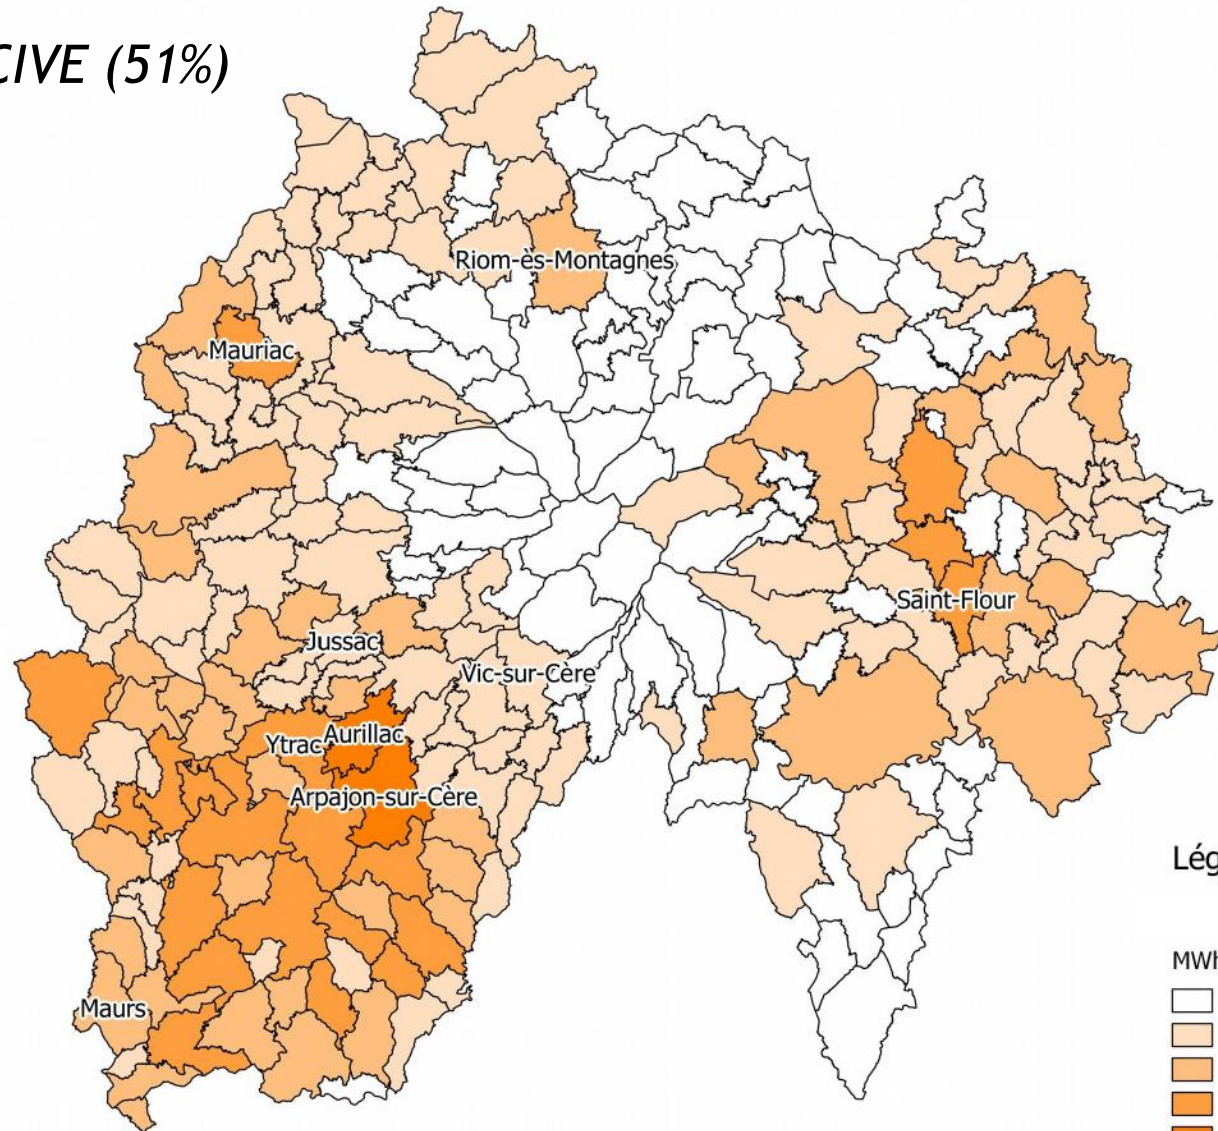 CIVE (51%)
Riom-ès-Montagnes
Mauriac
Saint-Flour
Jussac
Vic-sur-Cère
Ytrac
Aurillac
Arpajon-sur-Cère
Lég
Maurs
MWh